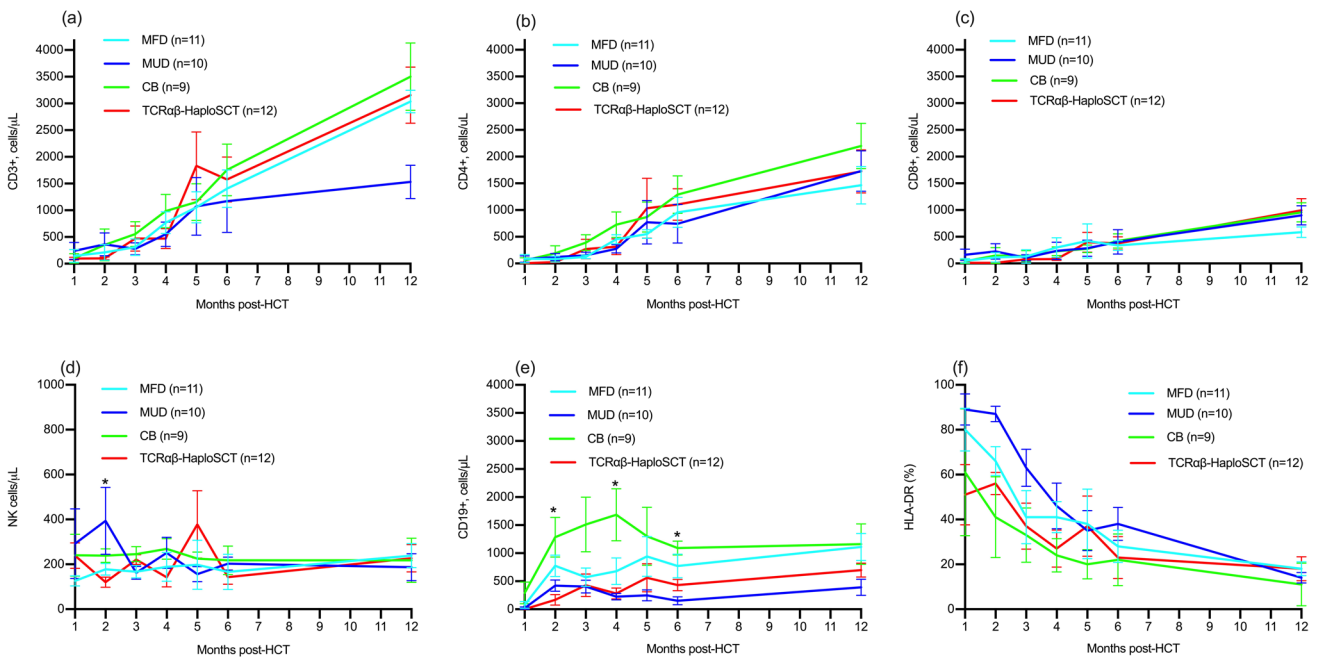 (a)
MFD (n=11)
MUD (n=10)
CB (n=9)
TCRαβ-HaploSCT (n=12)
CD3+, cells/μL
4000
3500
3000
2500
2000
1500
1000
500
0
1 2 3 4 5 6 7 8 9 10 11 12
Months post-HCT
(b)
MFD (n=11)
MUD (n=10)
CB (n=9)
TCRαβ-HaploSCT (n=12)
CD4+, cells/uL
4000
3500
3000
2500
2000
1500
1000
500
0
1 2 3 4 5 6 7 8 9 10 11 12
Months post-HCT
(c)
MFD (n=11)
MUD (n=10)
CB (n=9)
TCRαβ-HaploSCT (n=12)
CD8+, cells/uL
4000
3500
3000
2500
2000
1500
1000
500
0
1 2 3 4 5 6 7 8 9 10 11 12
Months post-HCT
(d)
MFD (n=11)
MUD (n=10)
CB (n=9)
TCRαβ-HaploSCT (n=12)
NK cells/μL
1000
800
600
400
200
0
*
1 2 3 4 5 6 7 8 9 10 11 12
Months post-HCT
(e)
MFD (n=11)
MUD (n=10)
CB (n=9)
TCRαβ-HaploSCT (n=12)
CD19+, cells/μL
4000
3500
3000
2500
2000
1500
1000
500
0
* * *
1 2 3 4 5 6 7 8 9 10 11 12
Months post-HCT
(f)
MFD (n=11)
MUD (n=10)
CB (n=9)
TCRαβ-HaploSCT (n=12)
HLA-DR (%)
100
80
60
40
20
0
1 2 3 4 5 6 7 8 9 10 11 12
Months post-HCT